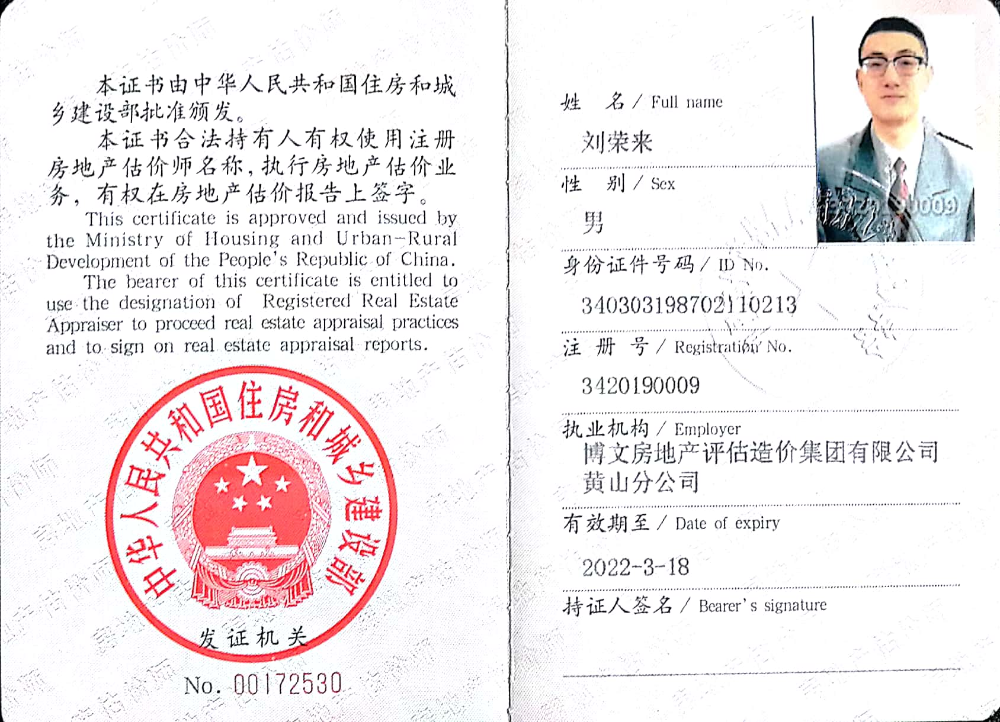 本证书由中华人民共和国住房和城
乡建设部批准颁发。
本证书合法持有人有权使用注册
房地产估价师名称，执行房地产估价业
务，有权在房地产估价报告上签字。
This certificate is approved and issued by
the Ministry of Housing and Urban-Rural
Development of the People's Republic of China.
The bearer of this certificate is entitled to
use the designation of Registered Real Estate
Appraiser to proceed real estate appraisal practices
and to sign on real estate appraisal reports.
中华人民共和国住房和城乡建设部
发证机关
No. 00172530
姓 名 / Full name
刘荣来
性 别 / Sex
男
身份证件号码 / ID No.
340303198702110213
注 册 号 / Registration No.
3420190009
执业机构 / Employer
博文房地产评估造价集团有限公司
黄山分公司
有效期至 / Date of expiry
2022-3-18
持证人签名 / Bearer's signature